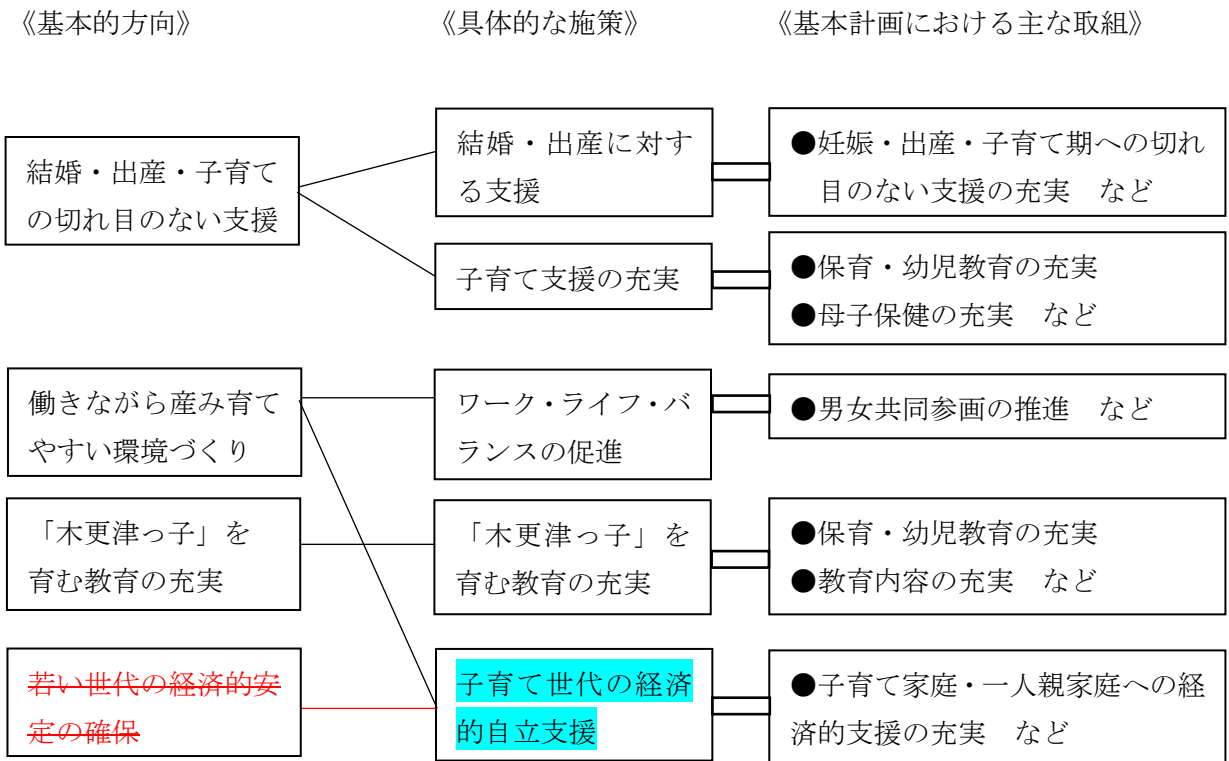 《基本的方向》　《具体的な施策》　《基本計画における主な取組》
結婚・出産・子育て
の切れ目のない支援
結婚・出産に対す
る支援
●妊娠・出産・子育て期への切れ
目のない支援の充実　など
子育て支援の充実
●保育・幼児教育の充実
●母子保健の充実　など
働きながら産み育て
やすい環境づくり
ワーク・ライフ・バ
ランスの促進
●男女共同参画の推進　など
「木更津っ子」を
育む教育の充実
「木更津っ子」を
育む教育の充実
●保育・幼児教育の充実
●教育内容の充実　など
若い世代の経済的安
定の確保
子育て世代の経済
的自立支援
●子育て家庭・一人親家庭への経
済的支援の充実　など